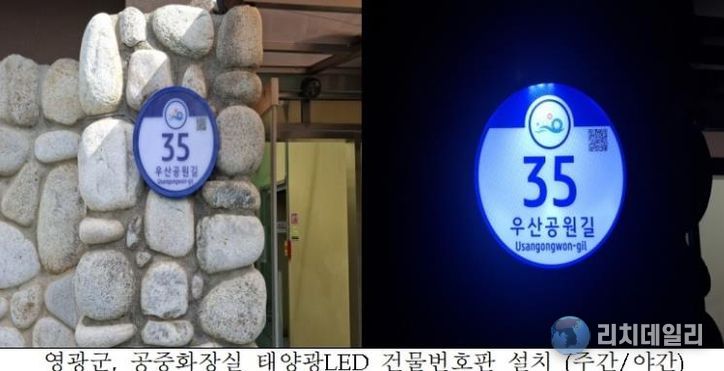 35
우산공원길
Usangongwon-gil
35
우산공원길
Usangongwon-gil
리치데일리
영광군, 공중화장실 태양광LED 건물번호판 설치 (주간/야간)